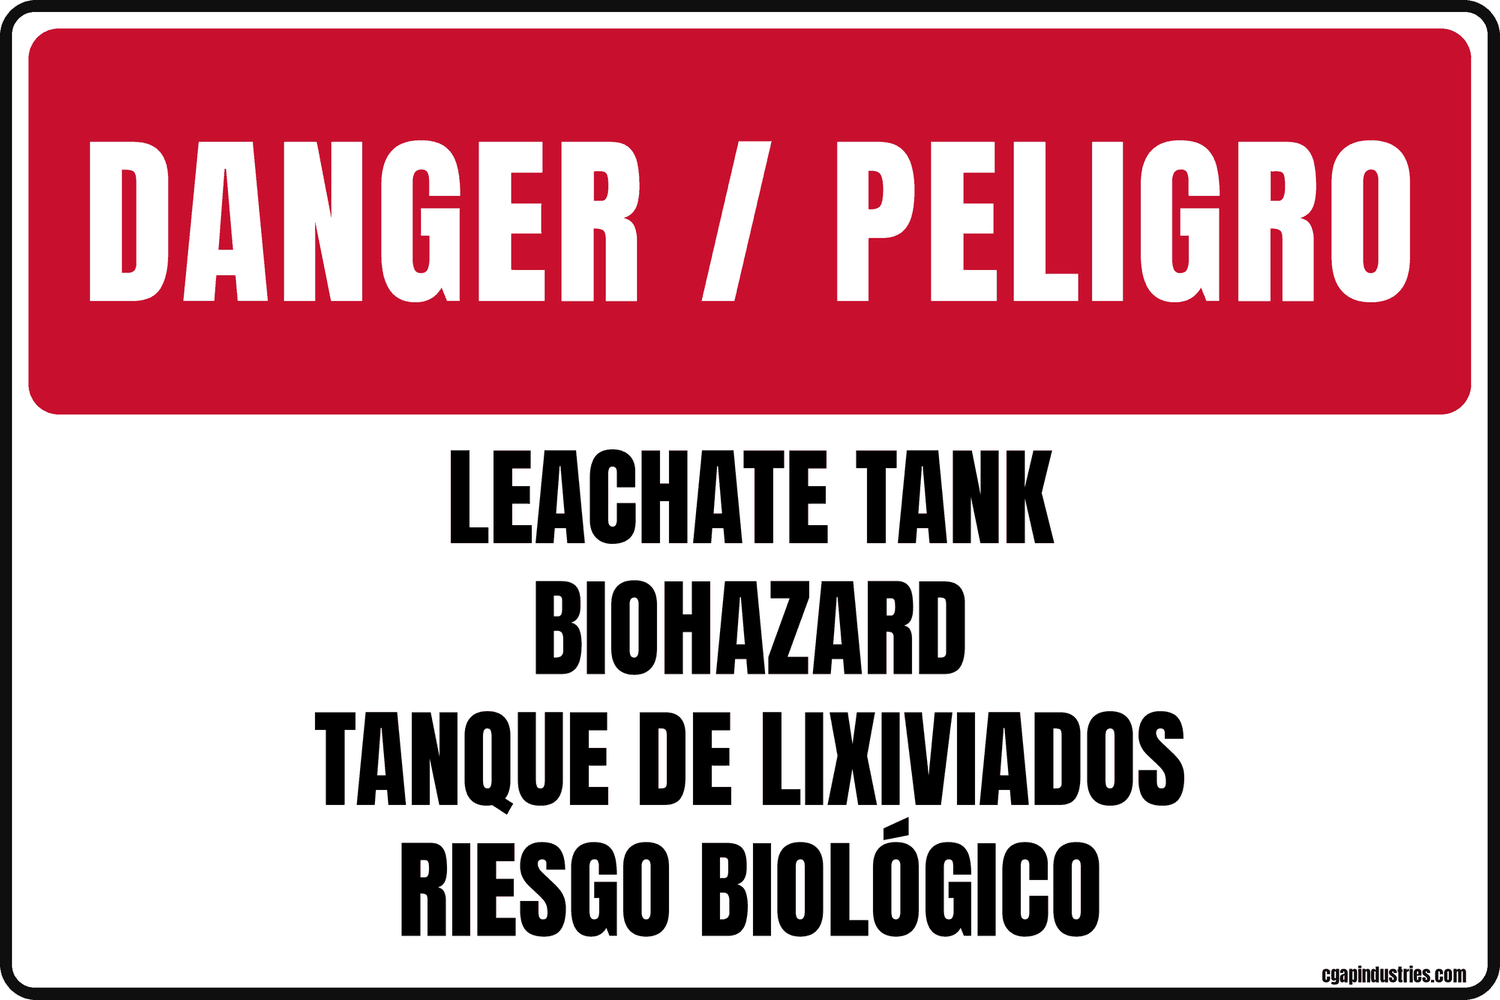 DANGER / PELIGRO
LEACHATE TANK
BIOHAZARD
TANQUE DE LIXIVIADOS
RIESGO BIOLÓGICO
cgapindustries.com